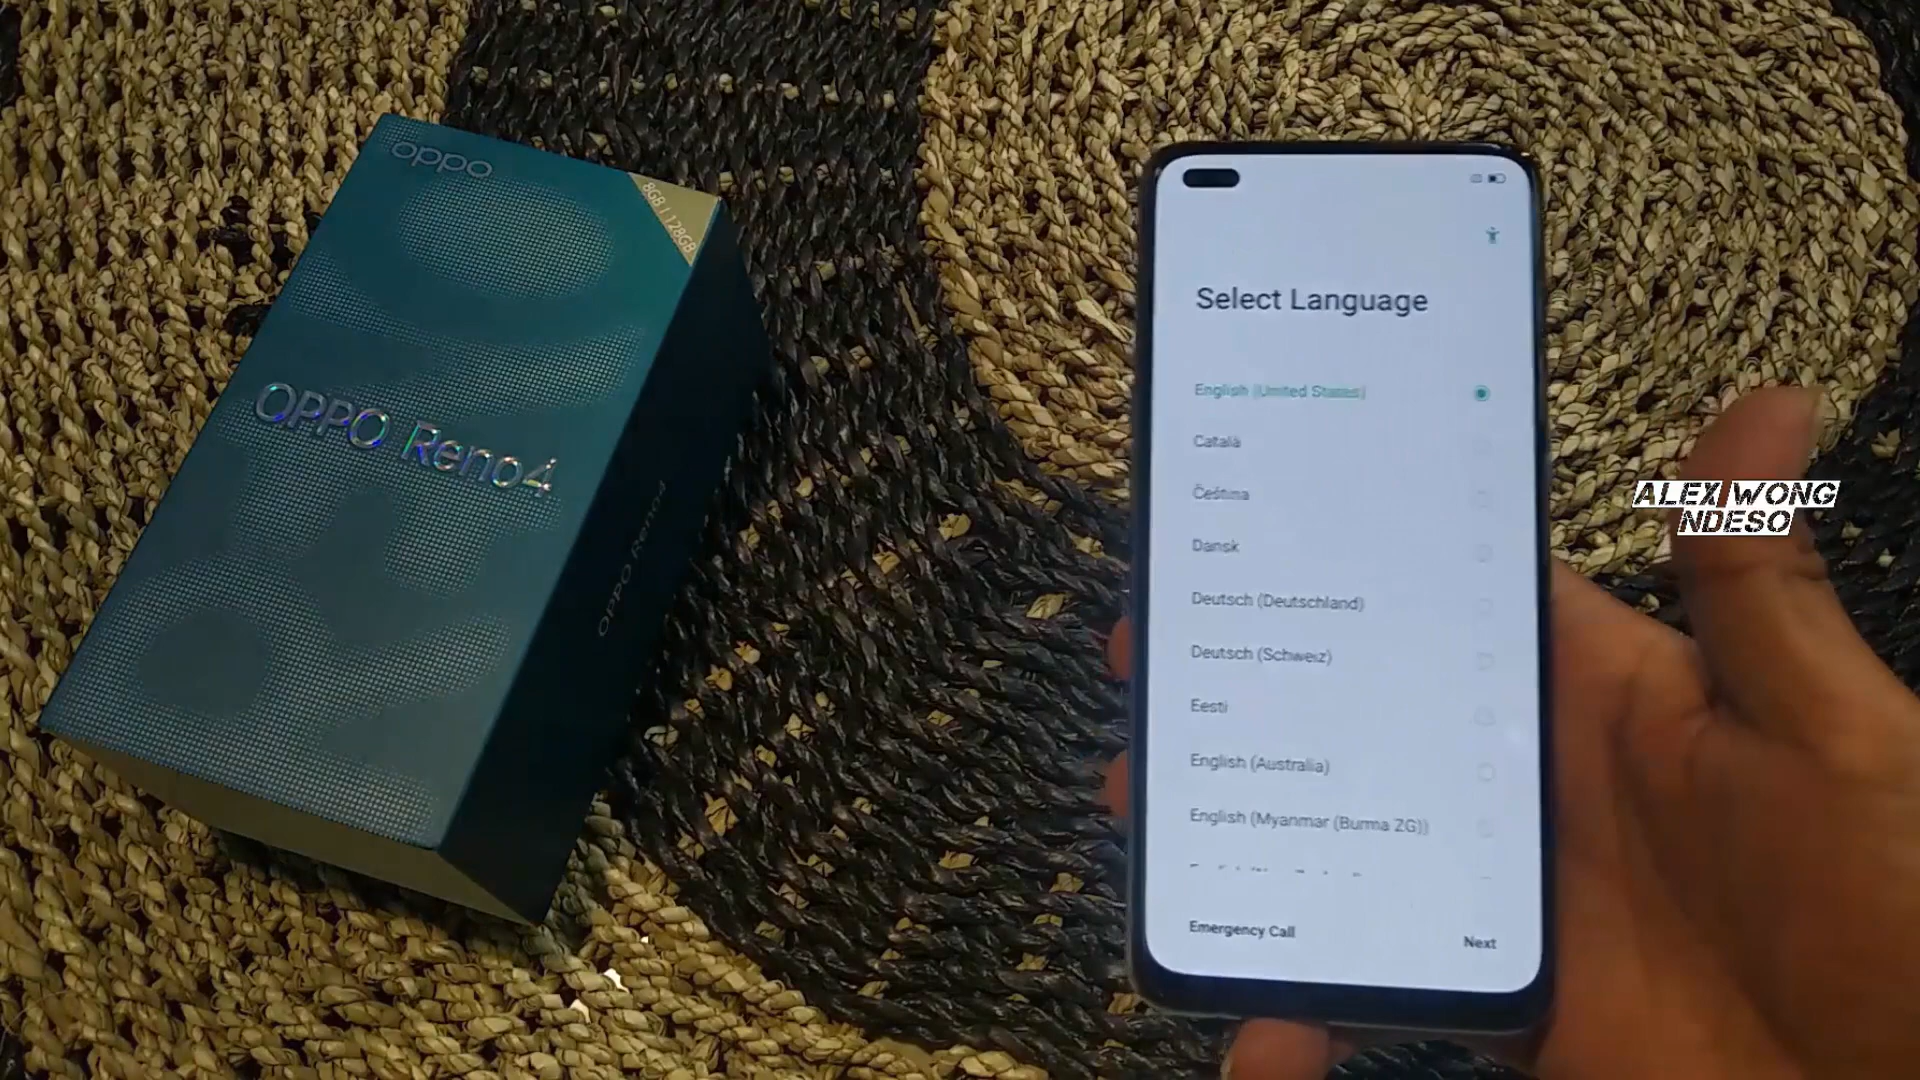 oppo
8GB | 128GB
OPPO Reno4
OPPO Reno4
Select Language
English (United States)
Català
Čeština
Dansk
Deutsch (Deutschland)
Deutsch (Schweiz)
Eesti
English (Australia)
English (Myanmar (Burma ZG))
Emergency Call
Next
ALEX WONG
NDESO